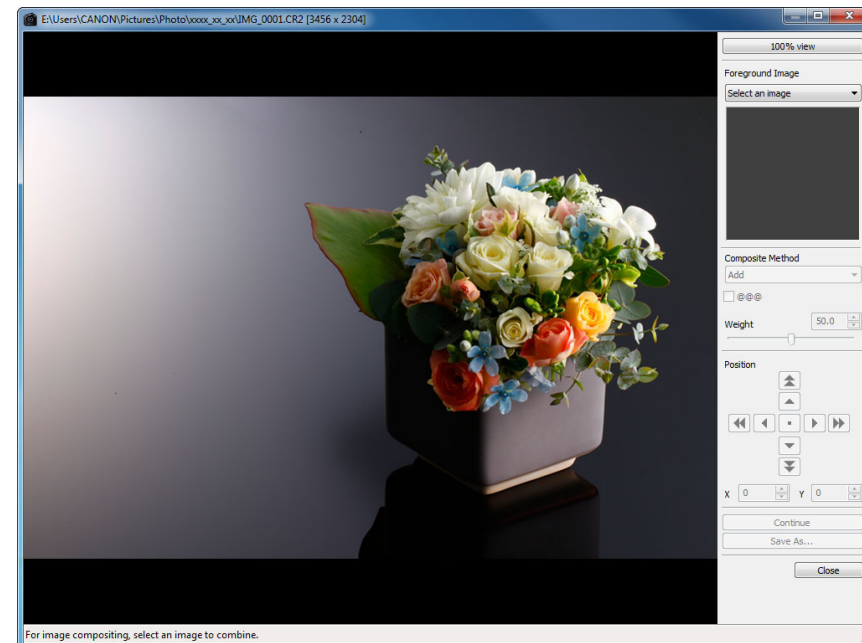 E:\Users\CANON\Pictures\Photo\xxxx_xx_xx\IMG_0001.CR2 [3456 x 2304]
100% view
Foreground Image
Select an image
Composite Method
Add
@@@
Weight
50.0
Position
X 0 Y 0
Continue
Save As...
Close
For image compositing, select an image to combine.